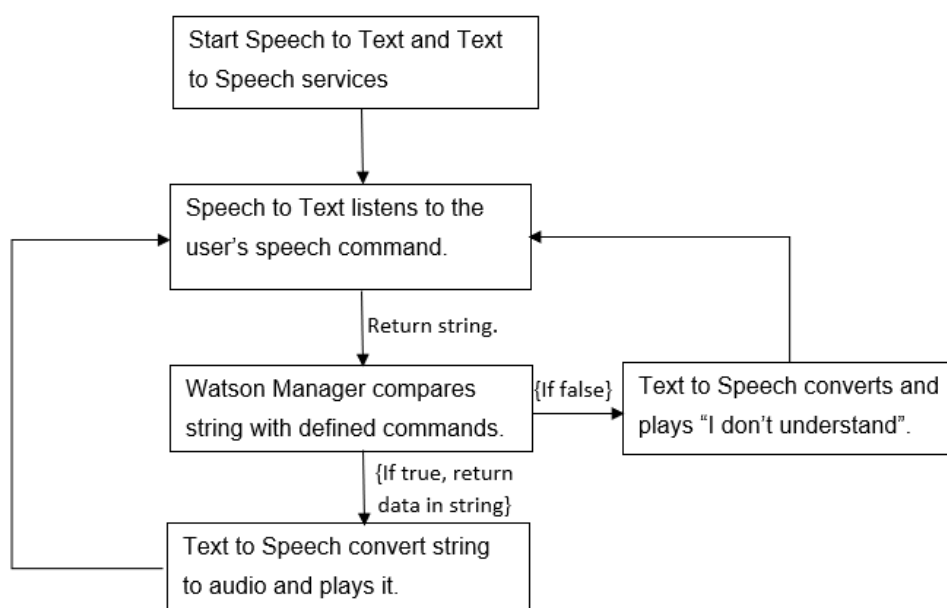 Start Speech to Text and Text
to Speech services
Speech to Text listens to the
user's speech command.
Return string.
Watson Manager compares
string with defined commands.
{If false}
Text to Speech converts and
plays “I don't understand”.
{If true, return
data in string}
Text to Speech convert string
to audio and plays it.